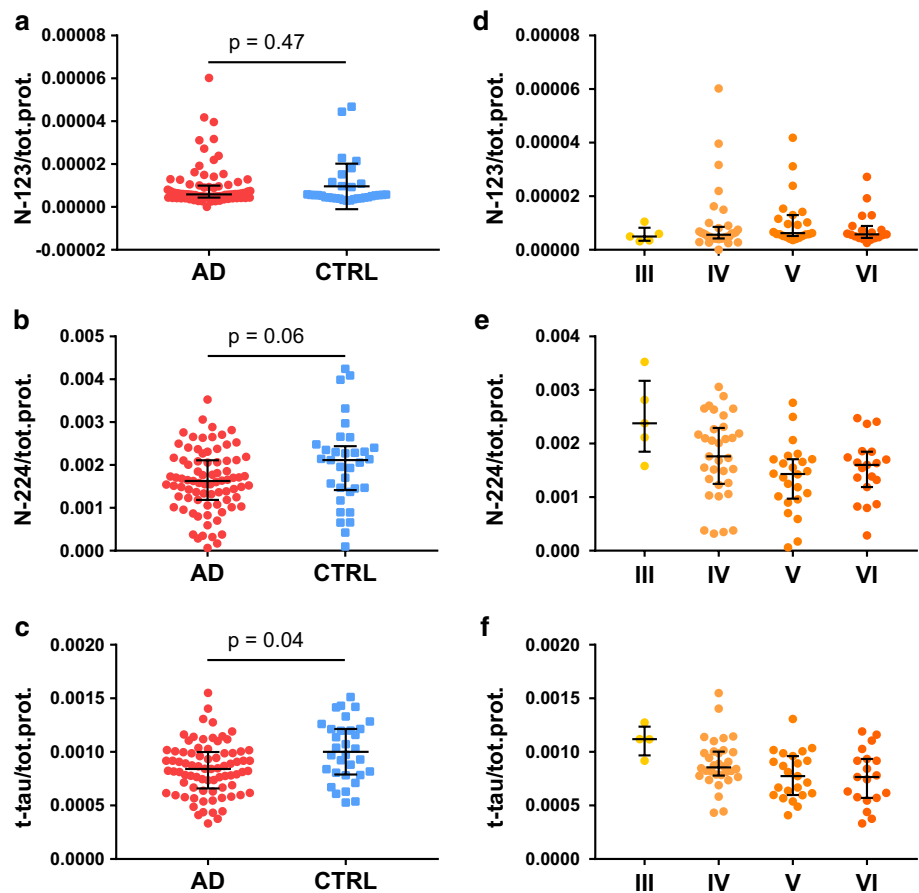 a
p = 0.47
N-123/tot.prot.
0.00008
0.00006
0.00004
0.00002
0.00000
-0.00002
AD CTRL
d
N-123/tot.prot.
0.00008
0.00006
0.00004
0.00002
0.00000
III IV V VI
b
p = 0.06
N-224/tot.prot.
0.005
0.004
0.003
0.002
0.001
0.000
AD CTRL
e
N-224/tot.prot.
0.004
0.003
0.002
0.001
0.000
III IV V VI
c
p = 0.04
t-tau/tot.prot.
0.0020
0.0015
0.0010
0.0005
0.0000
AD CTRL
f
t-tau/tot.prot.
0.0020
0.0015
0.0010
0.0005
0.0000
III IV V VI